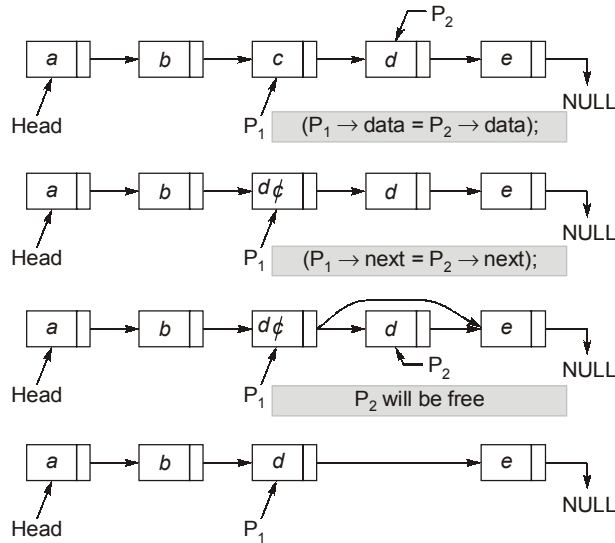 P₂
a b c d e
NULL
Head P₁ (P₁ → data = P₂ → data);
a b d ¢ d e
NULL
Head P₁ (P₁ → next = P₂ → next);
a b d ¢ d e
P₂
NULL
Head P₁ P₂ will be free
a b d e
NULL
Head P₁